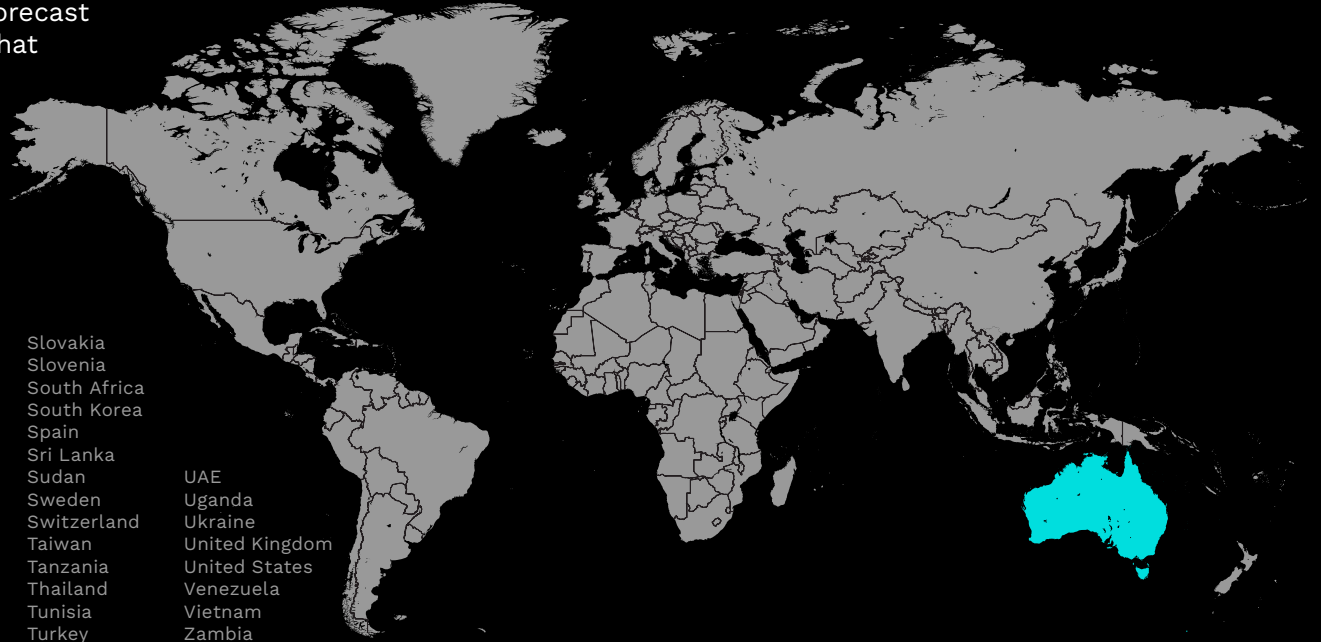 hat
Slovakia
Slovenia
South Africa
South Korea
Spain
Sri Lanka
Sudan
Sweden
Switzerland
Taiwan
Tanzania
Thailand
Tunisia
Turkey
UAE
Uganda
Ukraine
United Kingdom
United States
Venezuela
Vietnam
Zambia